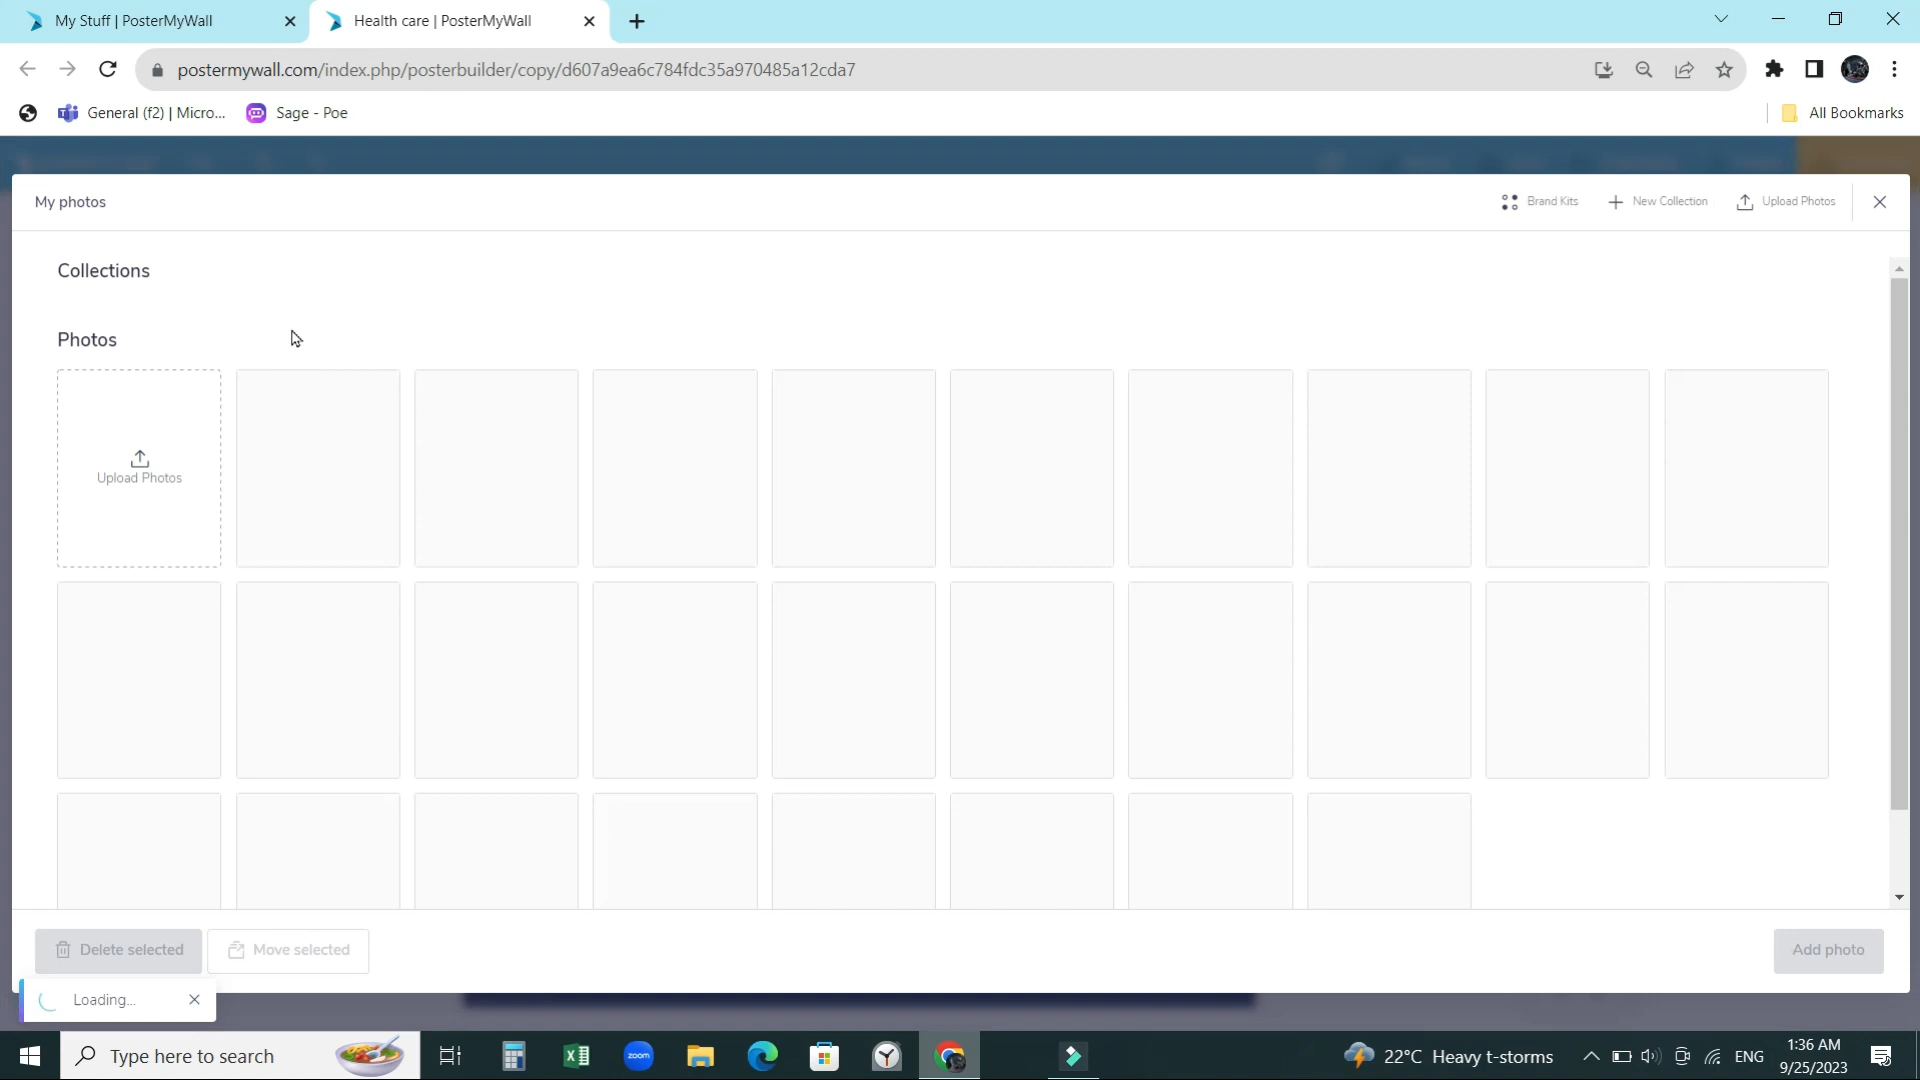 My Stuff | PosterMyWall
Health care | PosterMyWall
postermywall.com/index.php/posterbuilder/copy/d607a9ea6c784fdc35a970485a12cda7
General (f2) | Micro...
Sage - Poe
All Bookmarks
My photos
Brand Kits
New Collection
Upload Photos
Collections
Photos
Upload Photos
Delete selected
Move selected
Add photo
Loading...
Type here to search
zoom
22°C Heavy t-storms
ENG
1:36 AM
9/25/2023